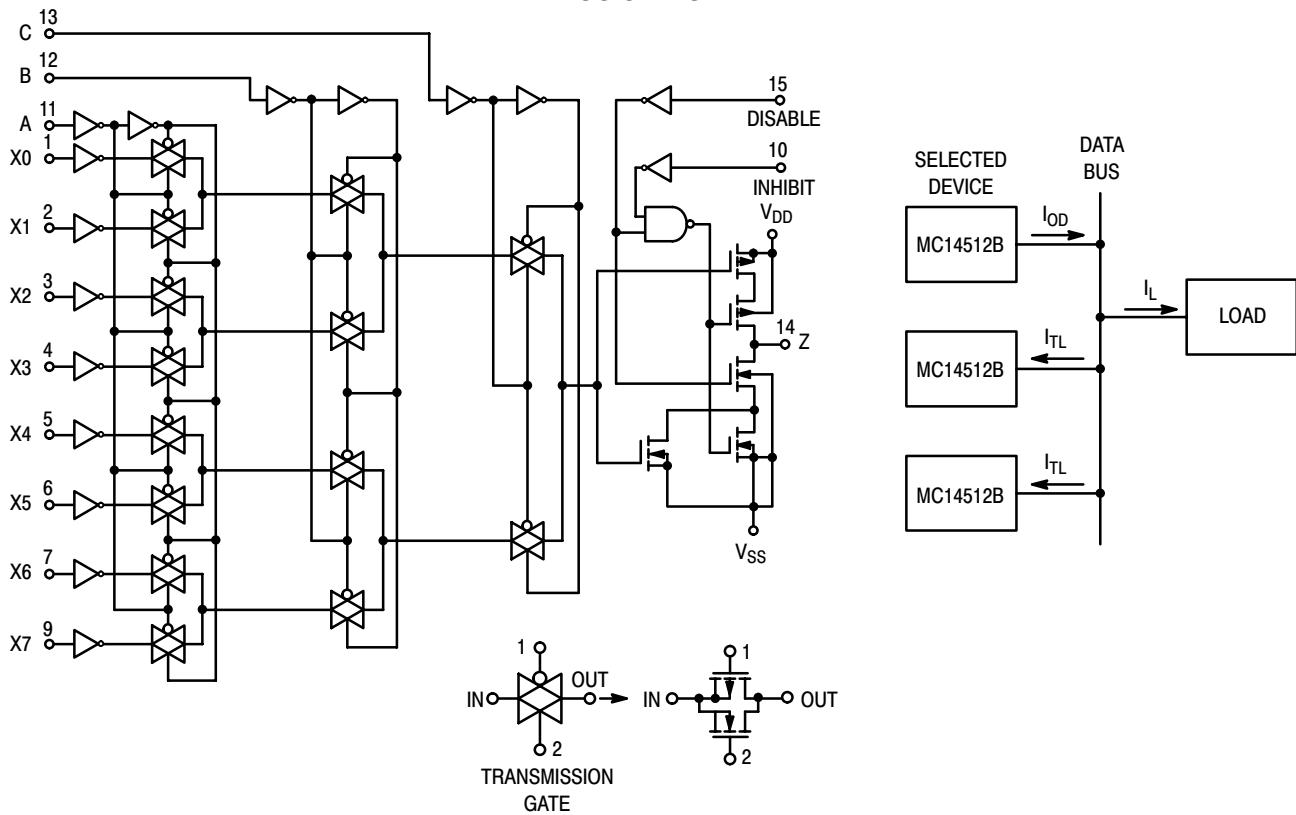 C 13
B 12
A 11
X0 1
X1 2
X2 3
X3 4
X4 5
X5 6
X6 7
X7 9
15
DISABLE
10
INHIBIT
VDD
14 Z
VSS
SELECTED
DEVICE
DATA
BUS
MC14512B
IOD
IL
LOAD
MC14512B
ITL
MC14512B
ITL
1
IN
OUT
2
TRANSMISSION
GATE
1
IN
OUT
2